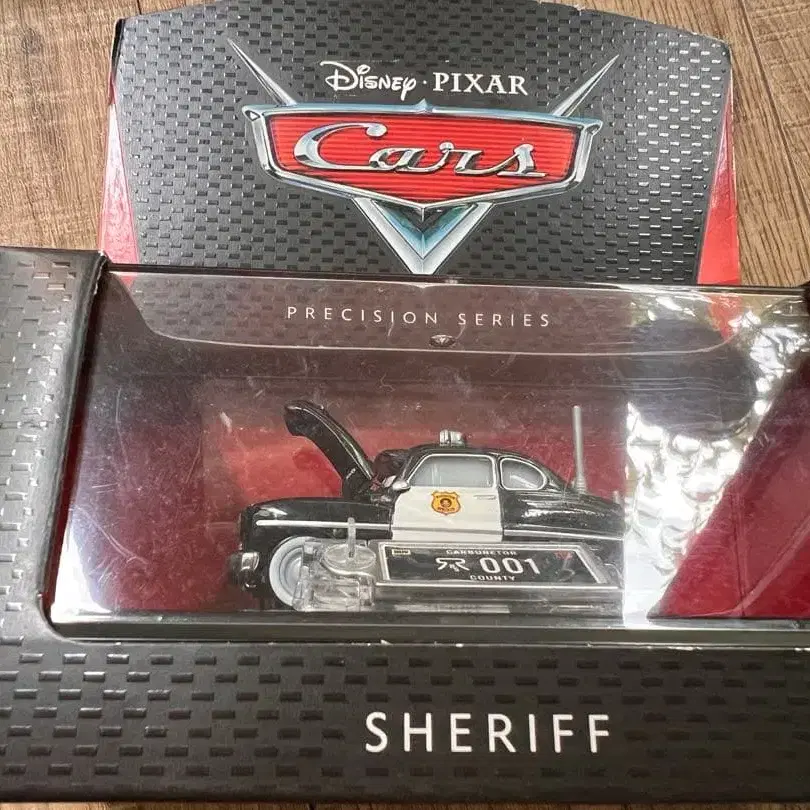 Disney · PIXAR
Cars
PRECISION SERIES
CARBURETOR
001
COUNTY
SHERIFF